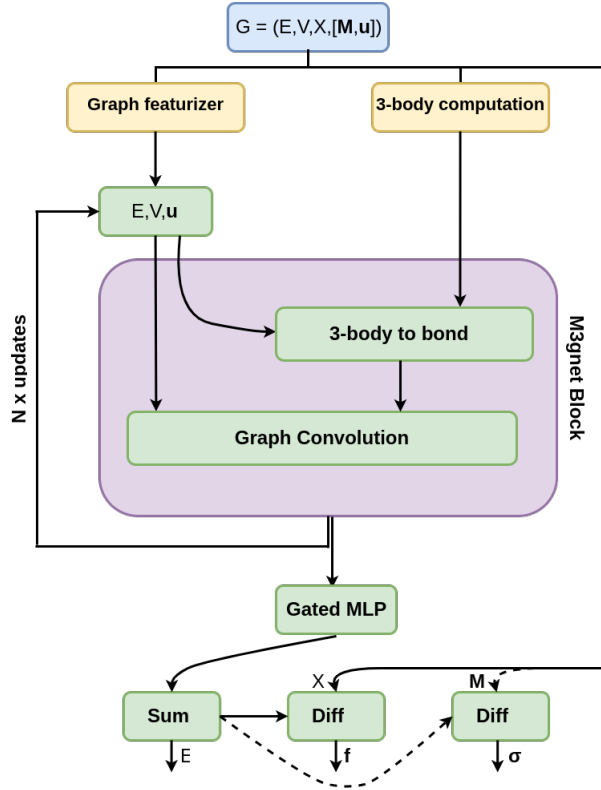 G = (E,V,X,[M,u])
Graph featurizer
3-body computation
E,V,u
3-body to bond
Graph Convolution
N x updates
M3gnet Block
Gated MLP
X
M
Sum
Diff
Diff
E
f
σ